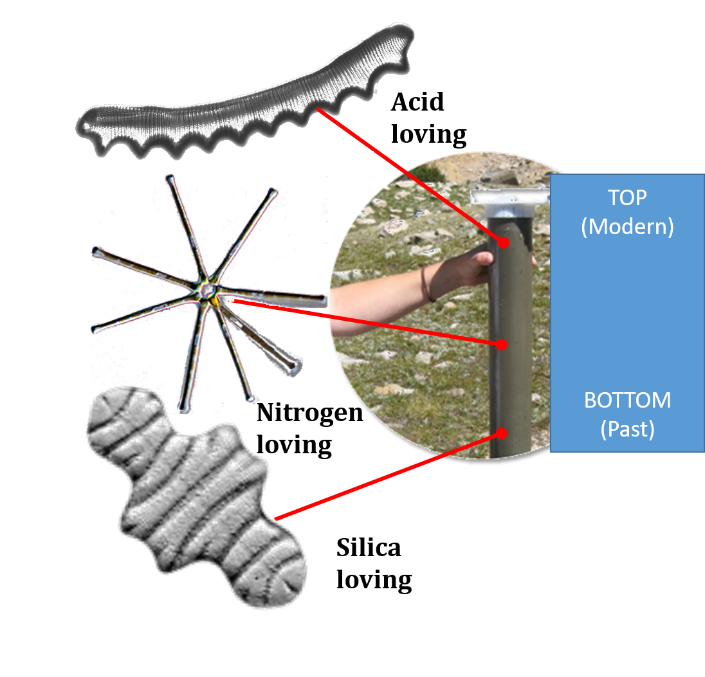 Acid
loving
TOP
(Modern)
Nitrogen
loving
BOTTOM
(Past)
Silica
loving